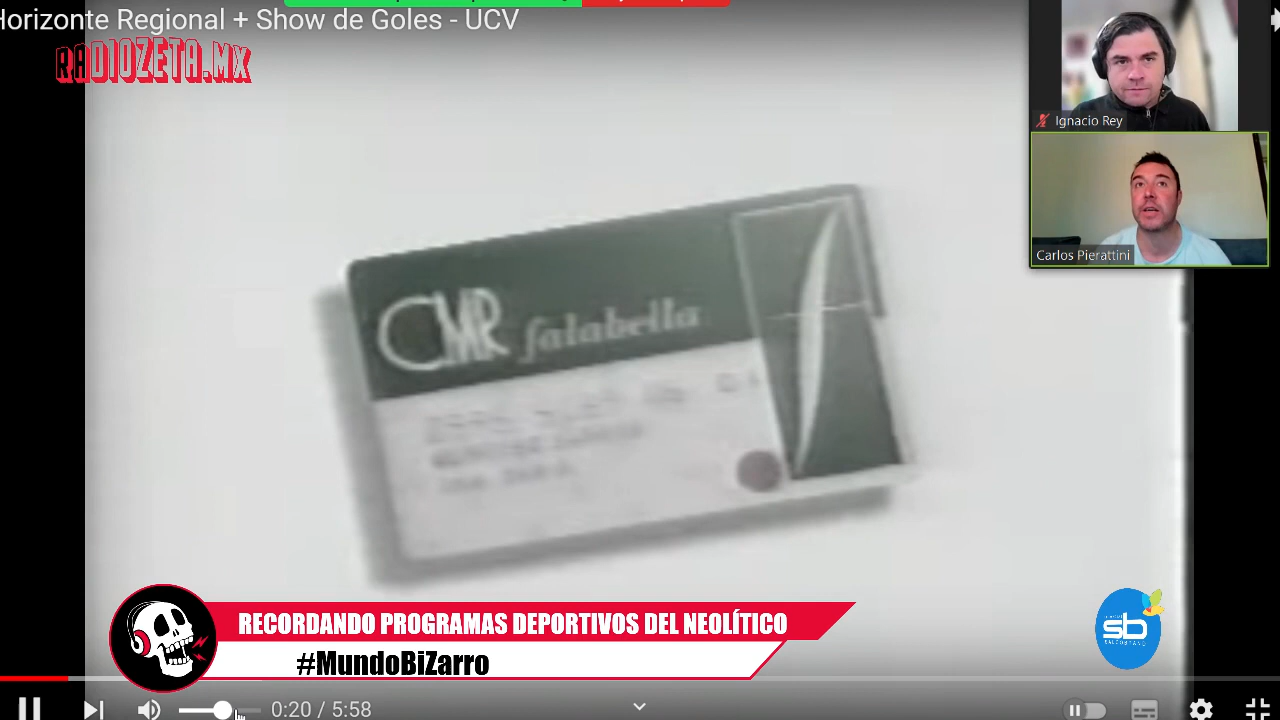 Horizonte Regional + Show de Goles - UCV
RADIOZETA.MX
Ignacio Rey
Carlos Pierattini
CMR falabella
RECORDANDO PROGRAMAS DEPORTIVOS DEL NEOLÍTICO
#MundoBiZarro
sb
0:20 / 5:58